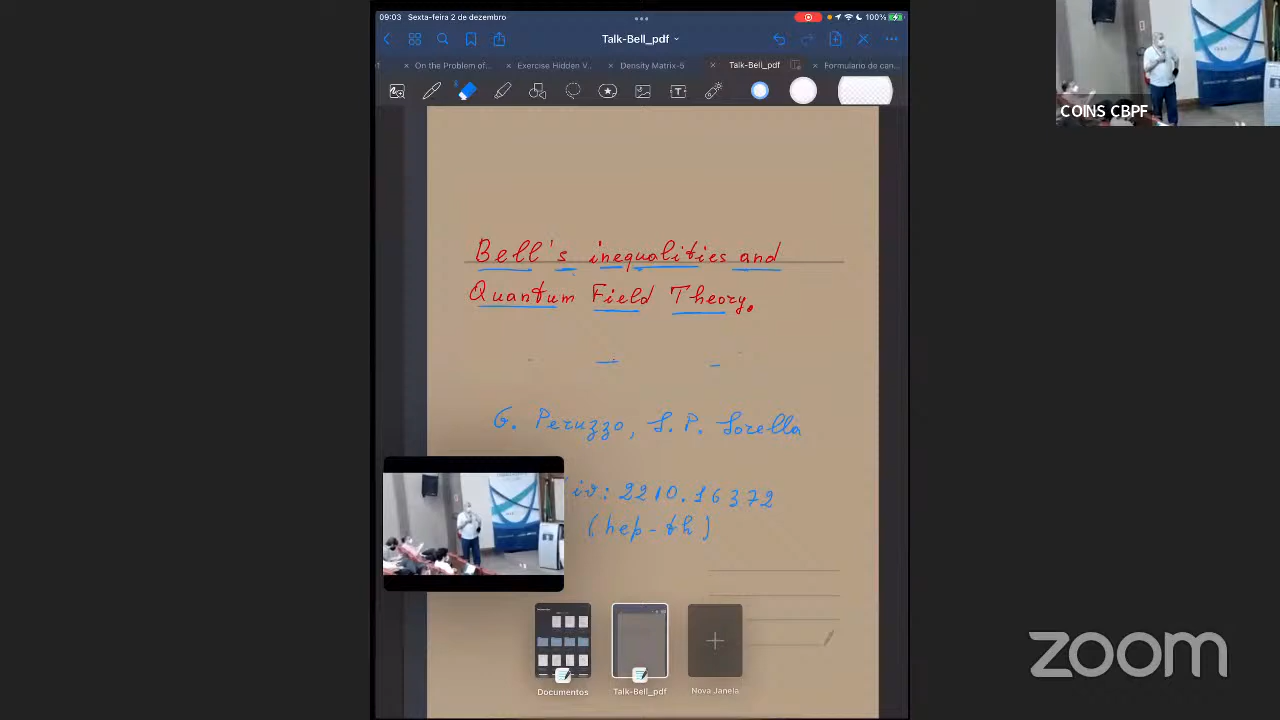 09:03 Sexta-feira 2 de dezembro
100%
Talk-Bell_pdf
On the Problem of...
Exercise Hidden V...
Density Matrix-5
Talk-Bell_pdf
Formulario de can...
COINS CBPF
Bell's inequalities and
Quantum Field Theory.
G. Peruzzo, S. P. Sorella
iv: 2210.16372
(hep-th)
Documentos
Talk-Bell_pdf
Nova Janela
zoom